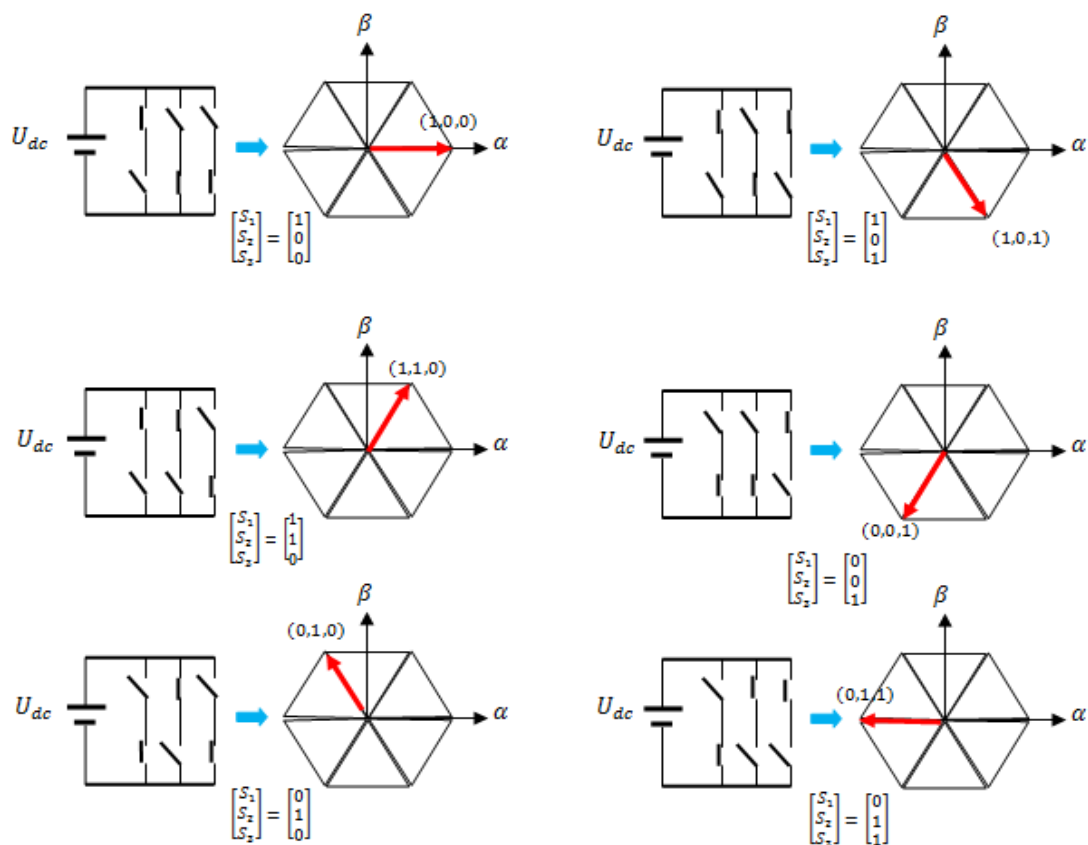 β
U_dc
(1,0,0)
α
[S₁ S₂ S₃] = [1 0 0]
β
U_dc
α
(1,0,1)
[S₁ S₂ S₃] = [1 0 1]
β
(1,1,0)
U_dc
α
[S₁ S₂ S₃] = [1 1 0]
β
U_dc
α
(0,0,1)
[S₁ S₂ S₃] = [0 0 1]
β
(0,1,0)
U_dc
α
[S₁ S₂ S₃] = [0 1 0]
β
(0,1,1)
U_dc
α
[S₁ S₂ S₃] = [0 1 1]